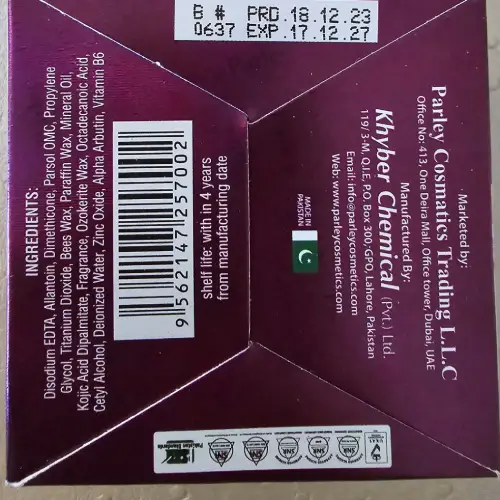 B # PRD.18.12.23
0637 EXP.17.12.27
Marketed by:
Parley Cosmetics Trading L.L.C
Office No: 413, One Deira Mall, Office tower, Dubai, UAE
Manufactured By:
Khyber Chemical (Pvt.) Ltd.
119/ 3-M, Q.I.E. P.O. Box 300, GPO, Lahore, Pakistan
Email: info@parleycosmetics.com
Web: www.parleycosmetics.com
MADE IN
PAKISTAN
INGREDIENTS:
Disodium EDTA, Allantoin, Dimethicone, Parsol OMC, Propylene
Glycol, Titanium Dioxide, Bees Wax, Paraffin Wax, Mineral Oil,
Kojic Acid Dipalmitate, Fragrance, Ozokerite Wax, Octadecanoic Acid,
Cetyl Alcohol, Deionized Water, Zinc Oxide, Alpha Arbutin, Vitamin B6
9 562147 257002
shelf life: with in 4 years
from manufacturing date
Pakistan Standards
SNR
SNR